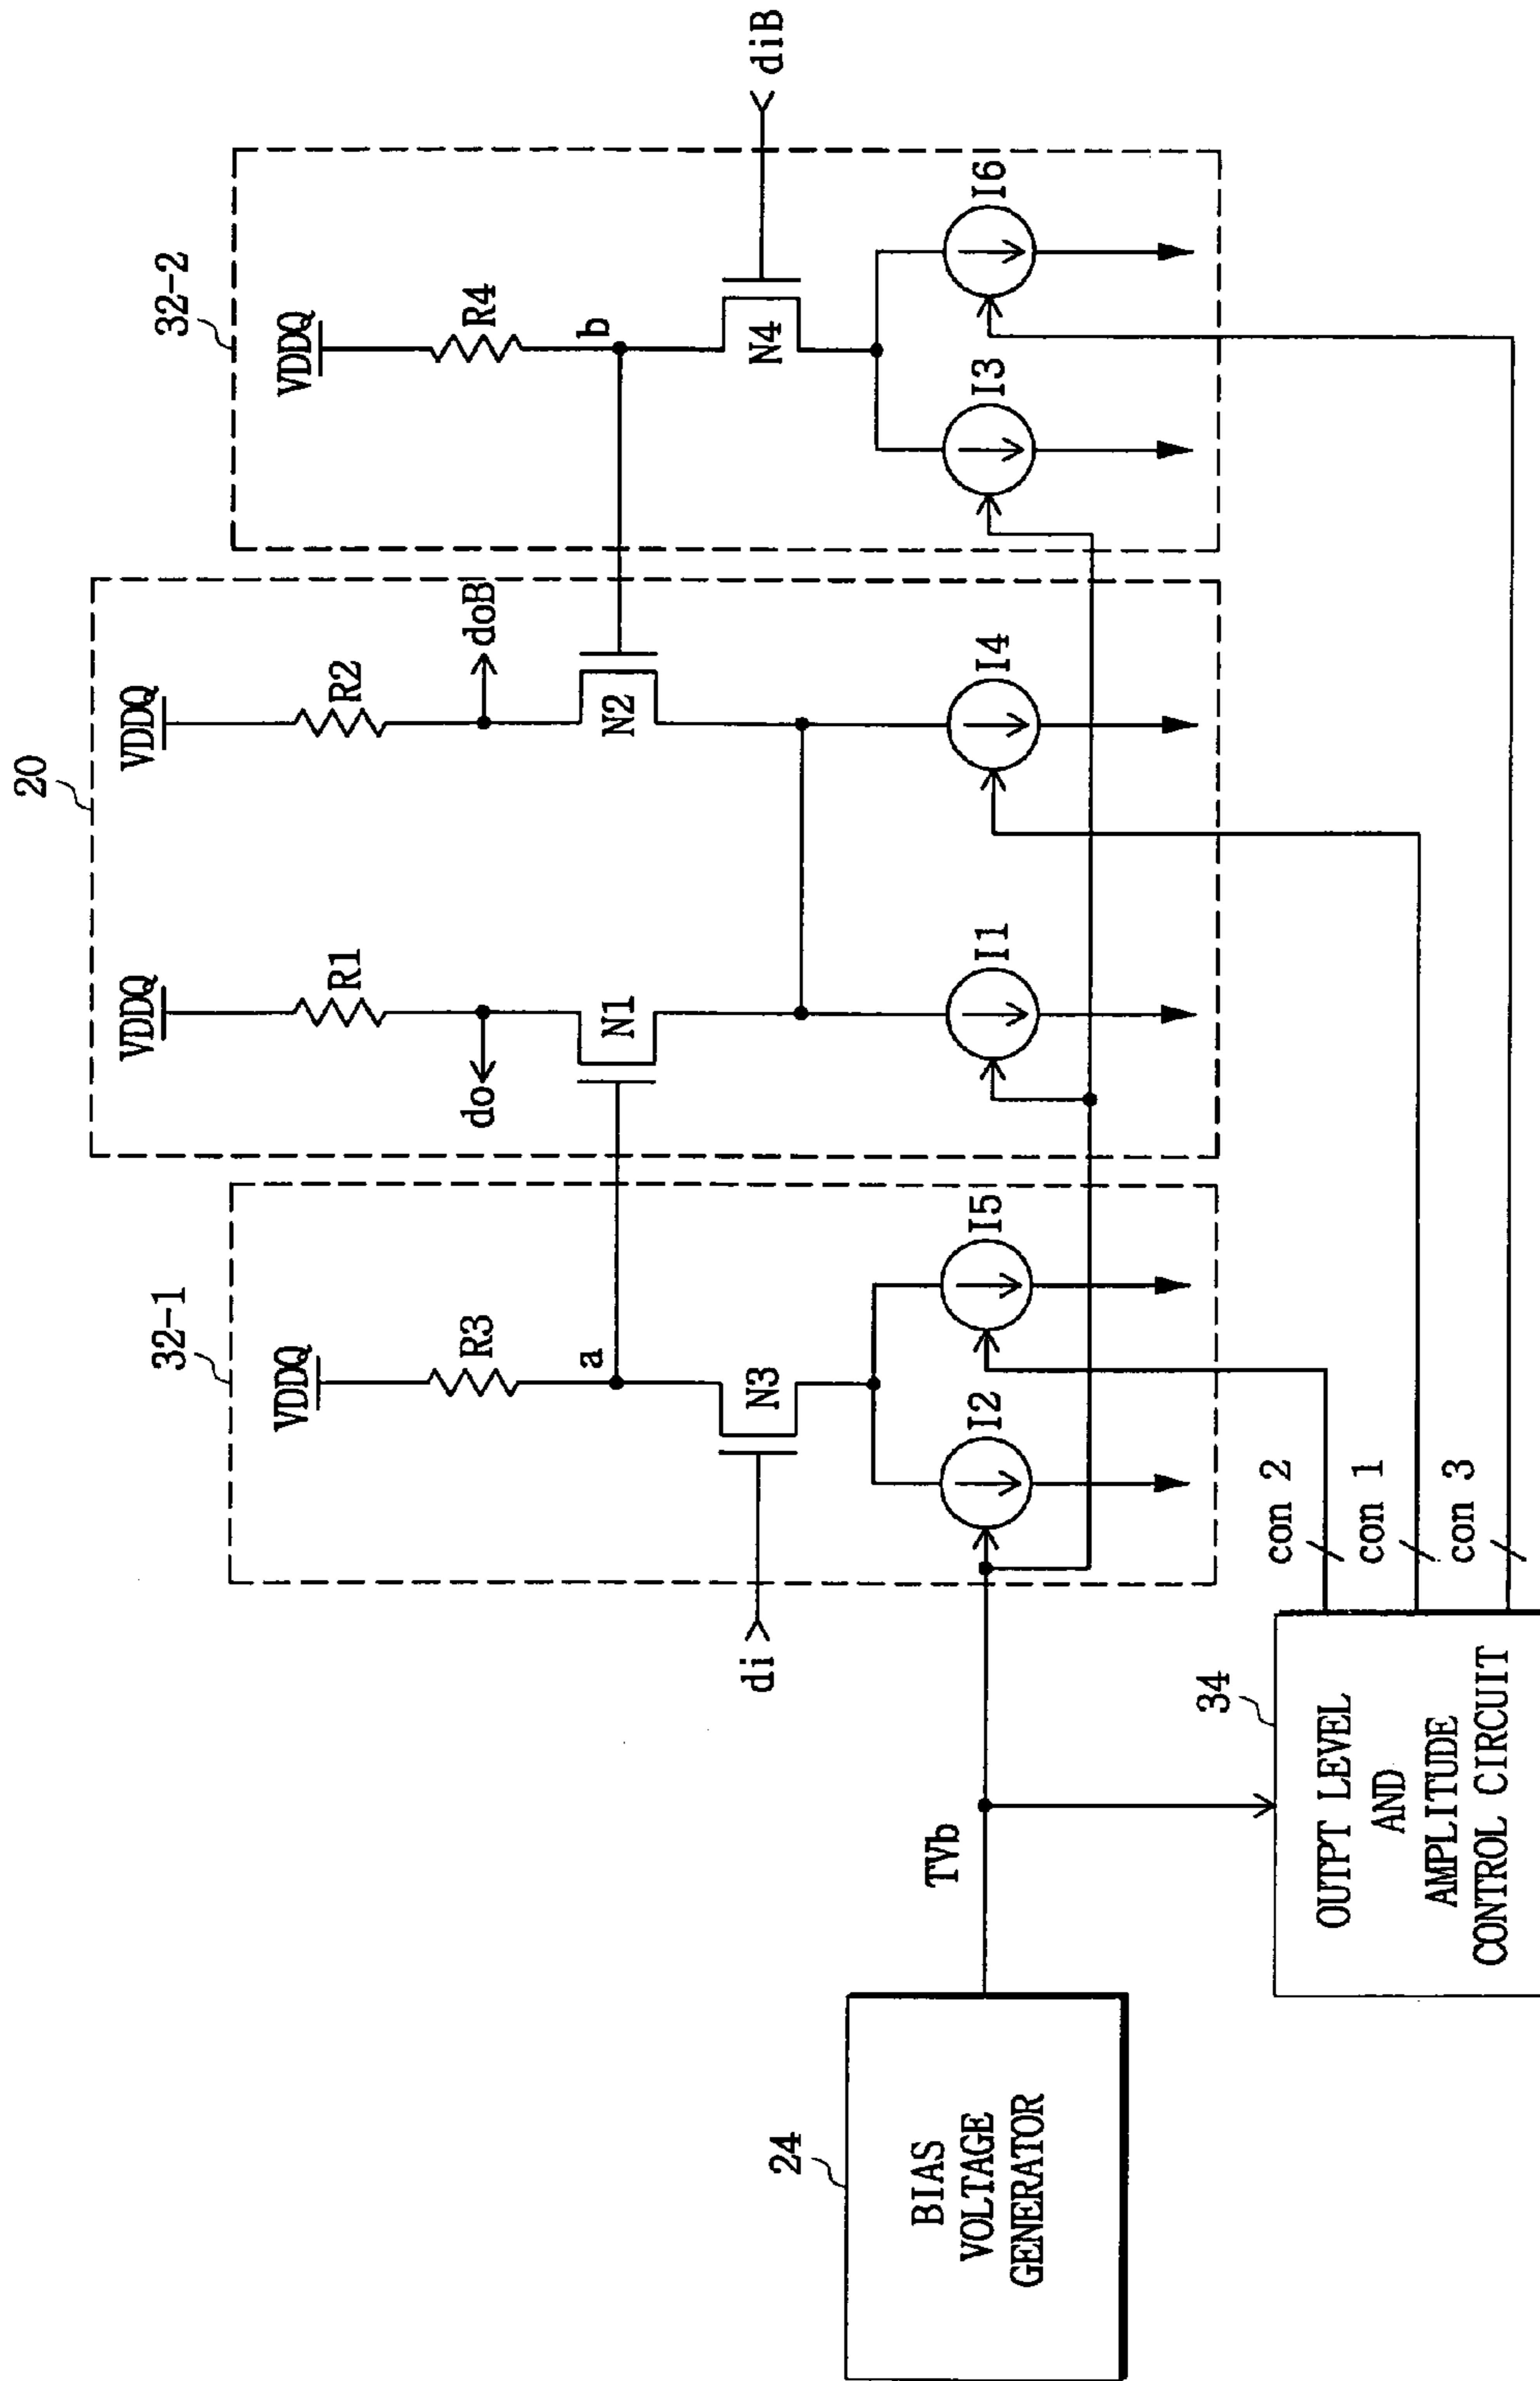 32-1
20
32-2
VDDQ
VDDQ
VDDQ
VDDQ
R3
R1
R2
R4
a
do
doB
b
di
N3
N1
N2
N4
diB
I2
I5
I1
I4
I3
I6
24
BIAS
VOLTAGE
GENERATOR
TVb
34
OUTPT LEVEL
AND
AMPLITUDE
CONTROL CIRCUIT
con 2
con 1
con 3